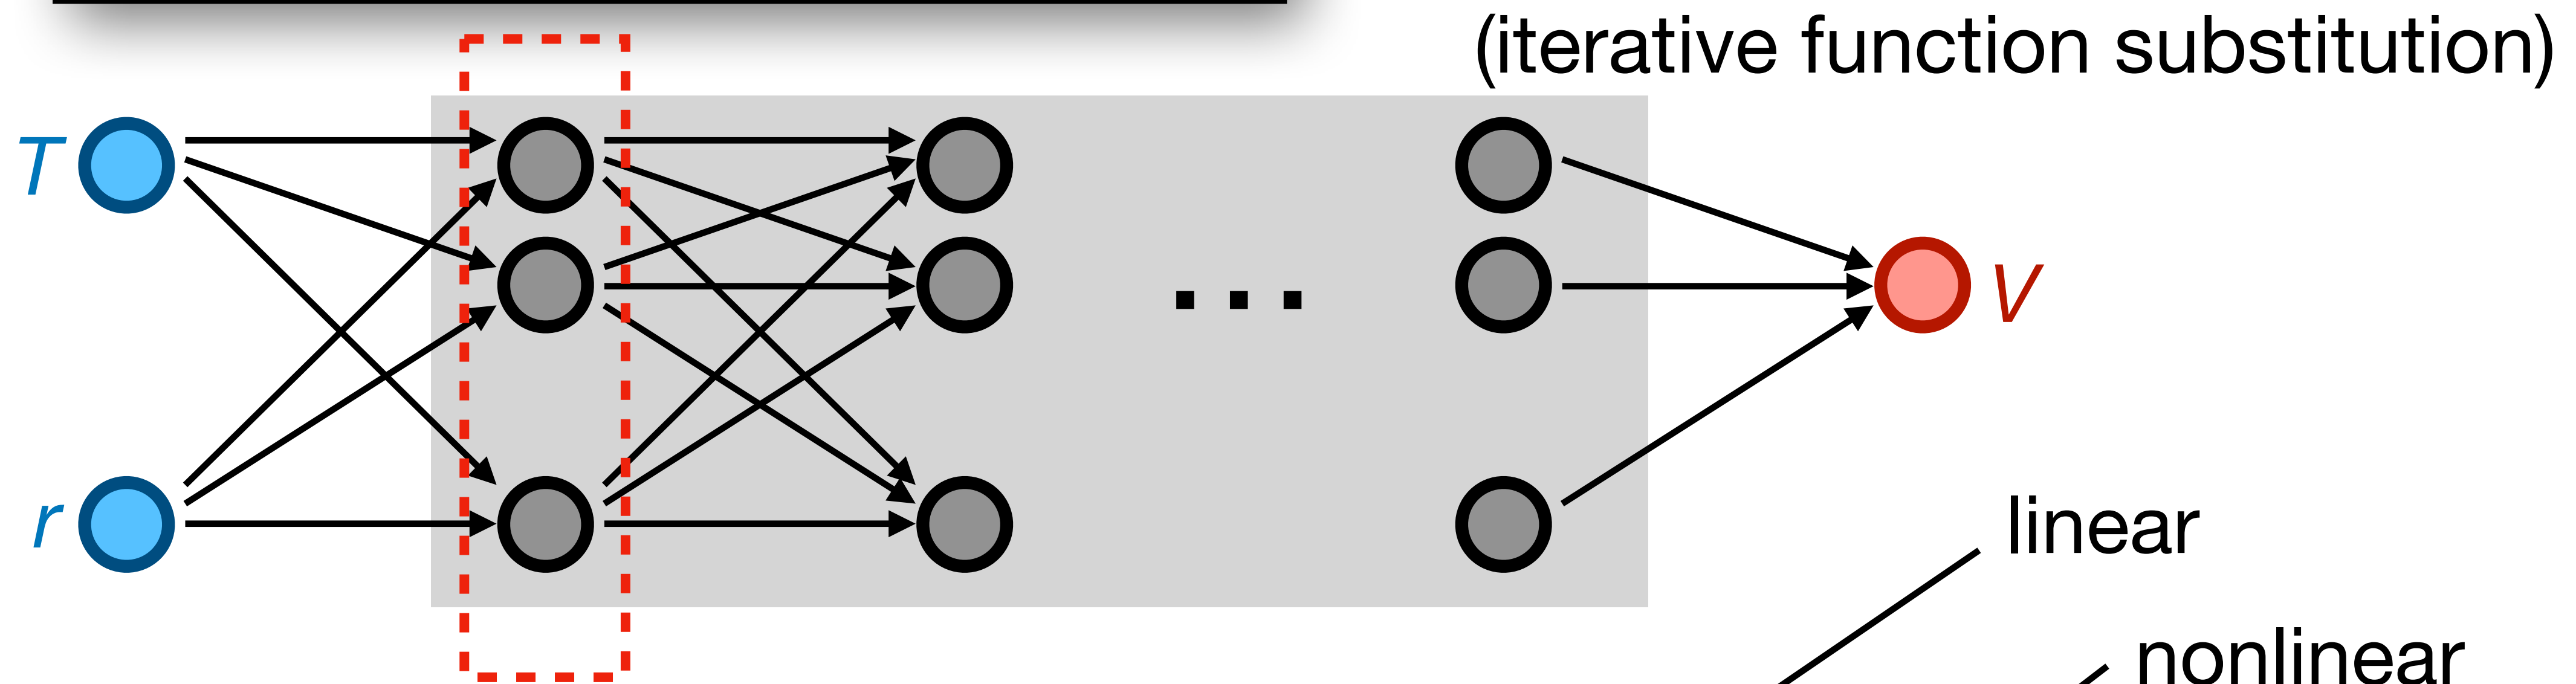 (iterative function substitution)
T
. . .
V
r
linear
nonlinear